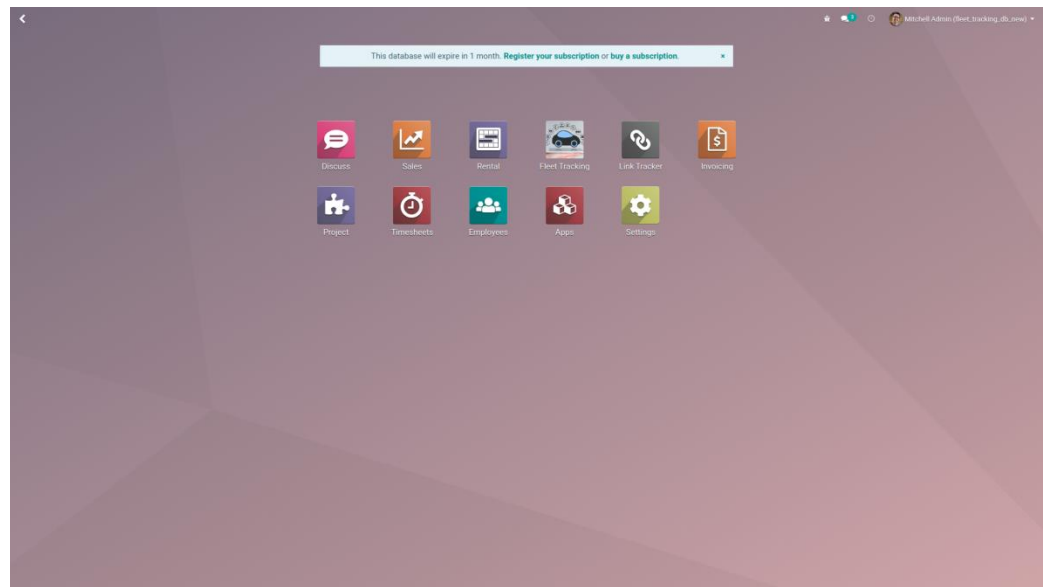 3
Mitchell Admin (fleet_tracking_db_new)
This database will expire in 1 month. Register your subscription or buy a subscription.
Discuss
Sales
Rental
Fleet Tracking
Link Tracker
Invoicing
Project
Timesheets
Employees
Apps
Settings